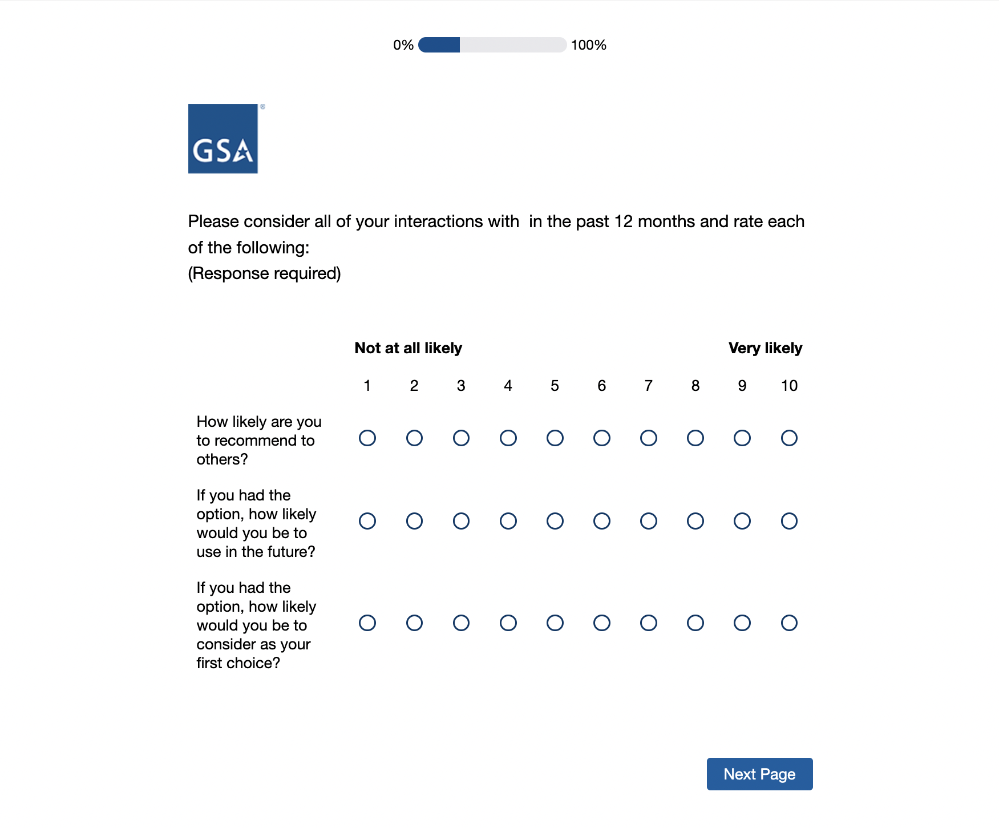 0% 100%
GSA®
Please consider all of your interactions with  in the past 12 months and rate each
of the following:
(Response required)
Not at all likely Very likely
1 2 3 4 5 6 7 8 9 10
How likely are you
to recommend to
others?
If you had the
option, how likely
would you be to
use in the future?
If you had the
option, how likely
would you be to
consider as your
first choice?
Next Page